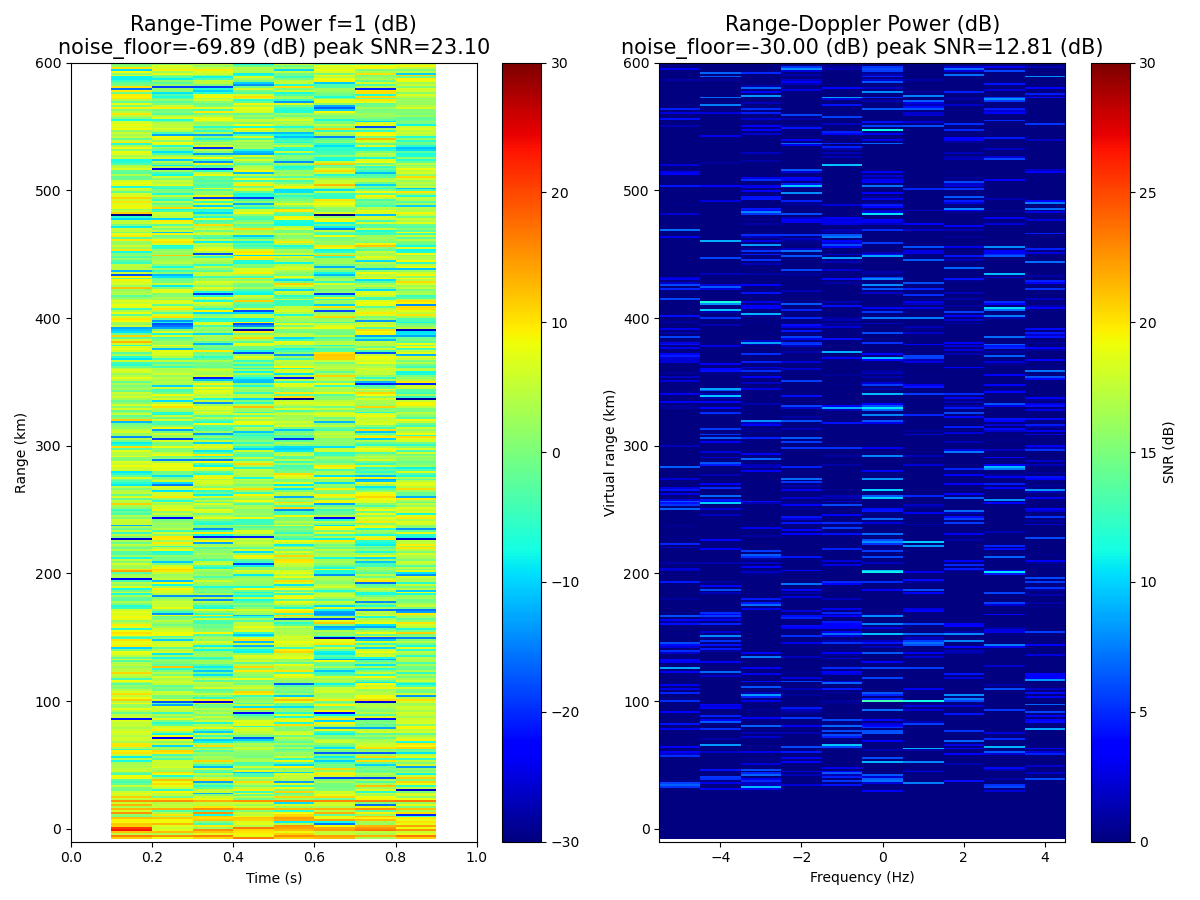 Range-Time Power f=1 (dB)
noise_floor=-69.89 (dB) peak SNR=23.10
Range-Doppler Power (dB)
noise_floor=-30.00 (dB) peak SNR=12.81 (dB)
600
500
400
300
200
100
0
Range (km)
0.0 0.2 0.4 0.6 0.8 1.0
Time (s)
30
20
10
0
−10
−20
−30
600
500
400
300
200
100
0
Virtual range (km)
−4 −2 0 2 4
Frequency (Hz)
30
25
20
15
10
5
0
SNR (dB)